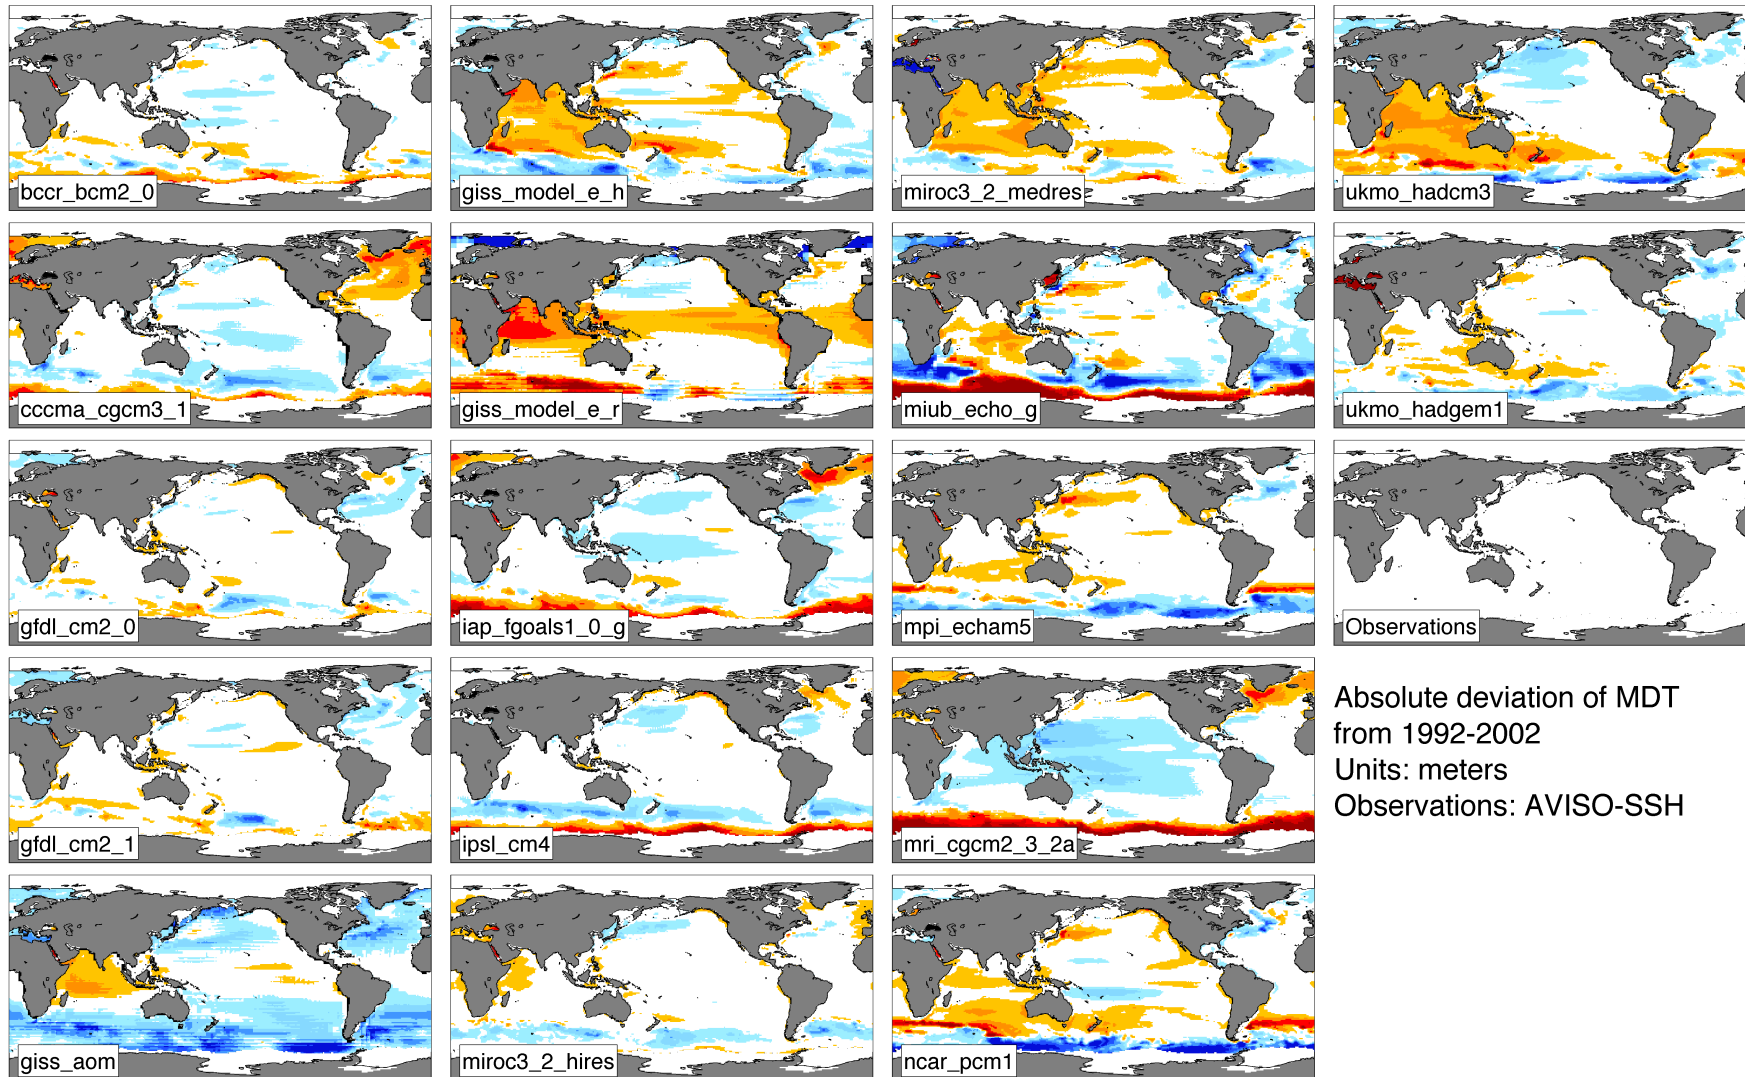 bccr_bcm2_0
giss_model_e_h
miroc3_2_medres
ukmo_hadcm3
cccma_cgcm3_1
giss_model_e_r
miub_echo_g
ukmo_hadgem1
gfdl_cm2_0
iap_fgoals1_0_g
mpi_echam5
Observations
gfdl_cm2_1
ipsl_cm4
mri_cgcm2_3_2a
Absolute deviation of MDT
from 1992-2002
Units: meters
Observations: AVISO-SSH
giss_aom
miroc3_2_hires
ncar_pcm1